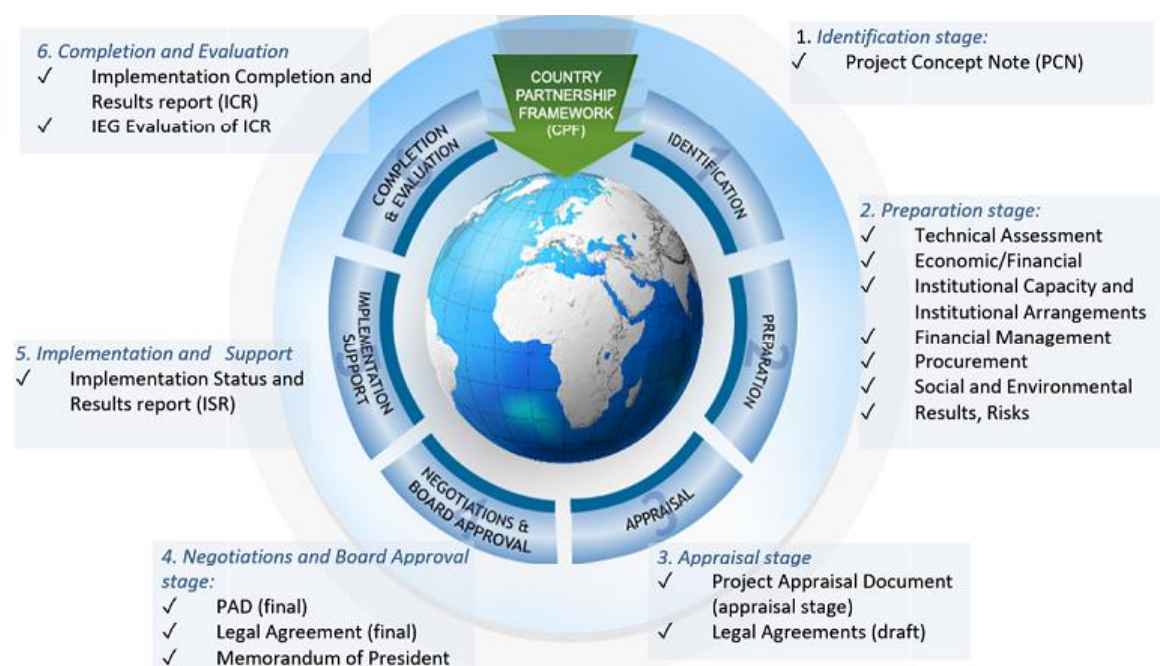 6. Completion and Evaluation
✓ Implementation Completion and
Results report (ICR)
✓ IEG Evaluation of ICR
COUNTRY
PARTNERSHIP
FRAMEWORK
(CPF)
1. Identification stage:
✓ Project Concept Note (PCN)
COMPLETION
& EVALUATION
1
IDENTIFICATION
2. Preparation stage:
✓ Technical Assessment
✓ Economic/Financial
✓ Institutional Capacity and
Institutional Arrangements
✓ Financial Management
✓ Procurement
✓ Social and Environmental
✓ Results, Risks
2
PREPARATION
5. Implementation and Support
✓ Implementation Status and
Results report (ISR)
IMPLEMENTATION
SUPPORT
NEGOTIATIONS &
BOARD APPROVAL
3
APPRAISAL
4. Negotiations and Board Approval
stage:
✓ PAD (final)
✓ Legal Agreement (final)
✓ Memorandum of President
3. Appraisal stage
✓ Project Appraisal Document
(appraisal stage)
✓ Legal Agreements (draft)